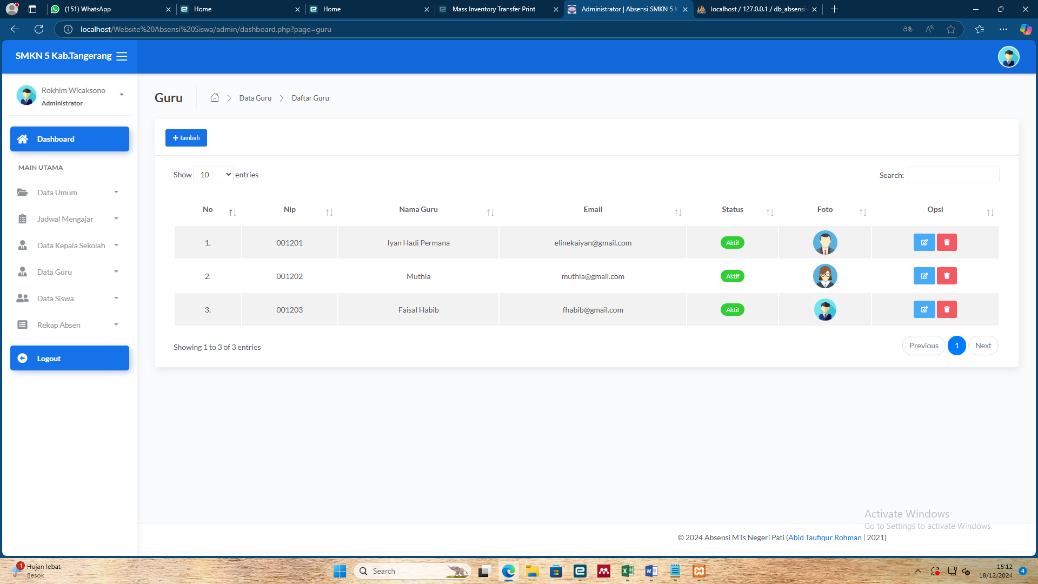 (151) WhatsApp
Home
Home
Mass Inventory Transfer Print
Administrator | Absensi SMKN 5 K
localhost / 127.0.0.1 / db_absensi
localhost/Website%20Absensi%20Siswa/admin/dashboard.php?page=guru
SMKN 5 Kab.Tangerang
Rokhim Wicaksono
Administrator
Dashboard
MAIN UTAMA
Data Umum
Jadwal Mengajar
Data Kepala Sekolah
Data Guru
Data Siswa
Rekap Absen
Logout
Guru
Data Guru
Daftar Guru
+ Tambah
Show 10 entries
Search:
No Nip Nama Guru Email Status Foto Opsi
1. 001201 Iyan Hadi Permana elinekaiyan@gmail.com Aktif
2. 001202 Muthia muthia@gmail.com Aktif
3. 001203 Faisal Habib fhabib@gmail.com Aktif
Showing 1 to 3 of 3 entries
Previous 1 Next
Activate Windows
Go to Settings to activate Windows.
© 2024 Absensi MTs Negeri Pati (Abid Taufiqur Rohman | 2021)
1
Hujan lebat
Besok
Search
15:12
18/12/2024
4